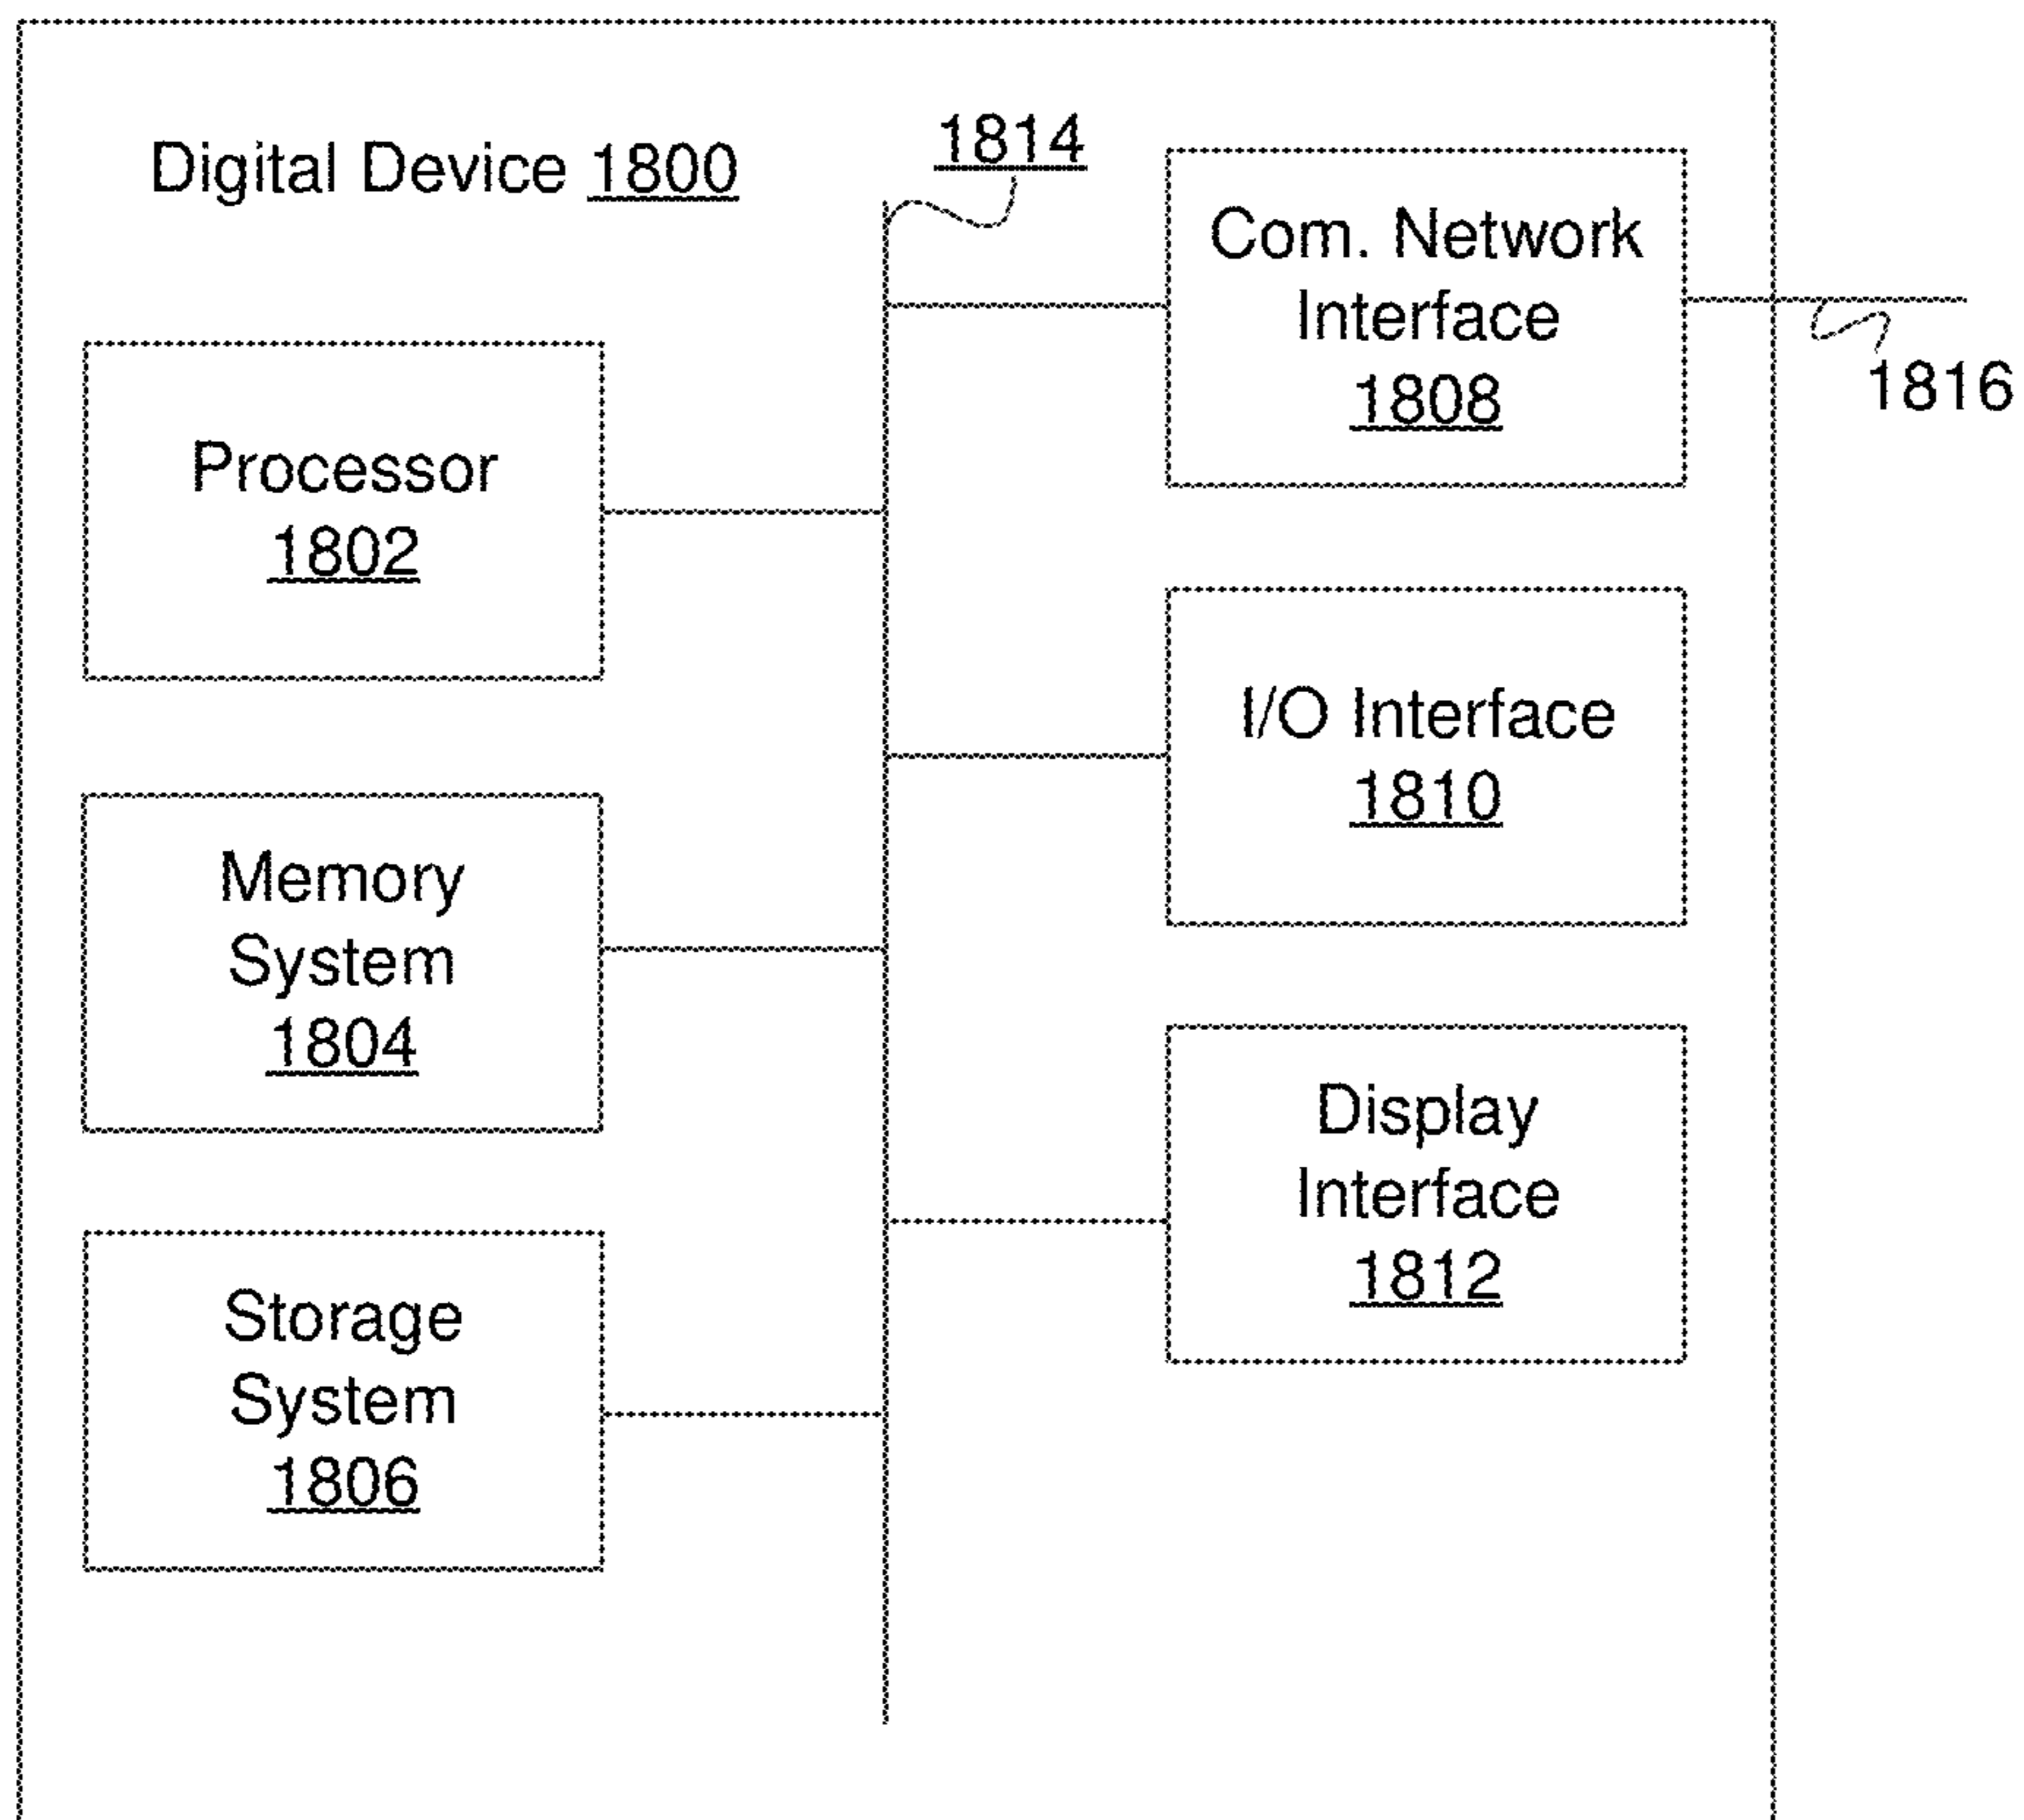 Digital Device 1800
1814
Com. Network
Interface
1808
1816
Processor
1802
I/O Interface
1810
Memory
System
1804
Display
Interface
1812
Storage
System
1806